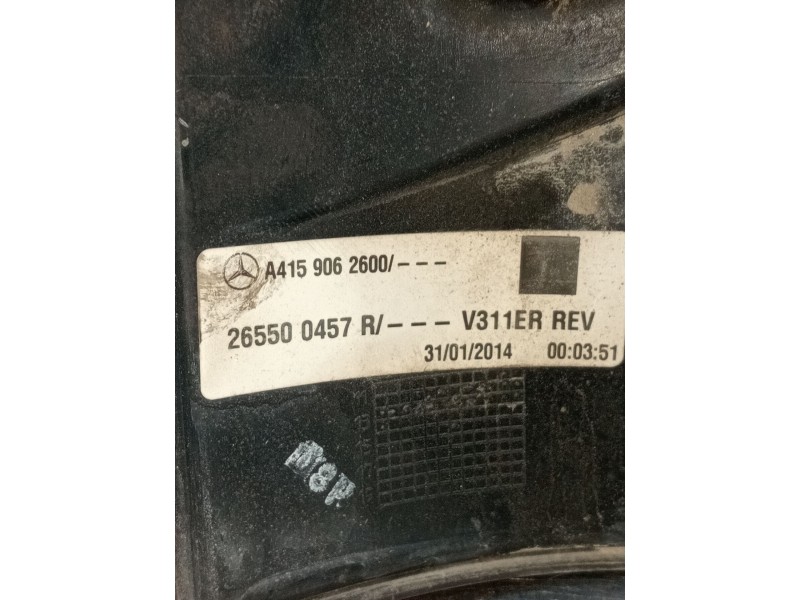 A415 906 2600/---
26550 0457 R/--- V311ER REV
31/01/2014 00:03:51